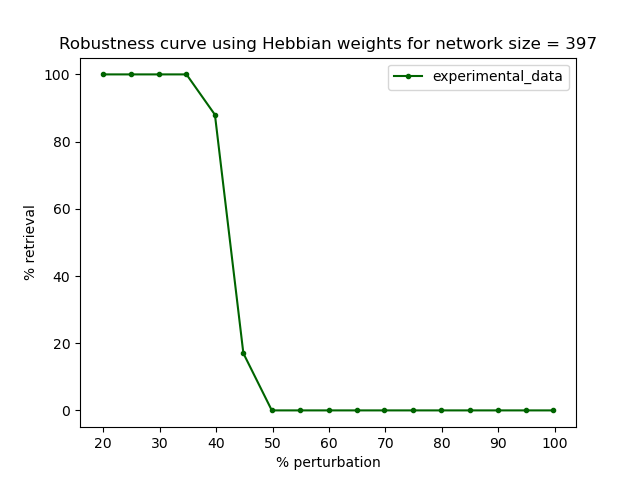 Robustness curve using Hebbian weights for network size = 397
experimental_data
100
80
60
40
20
0
% retrieval
20 30 40 50 60 70 80 90 100
% perturbation